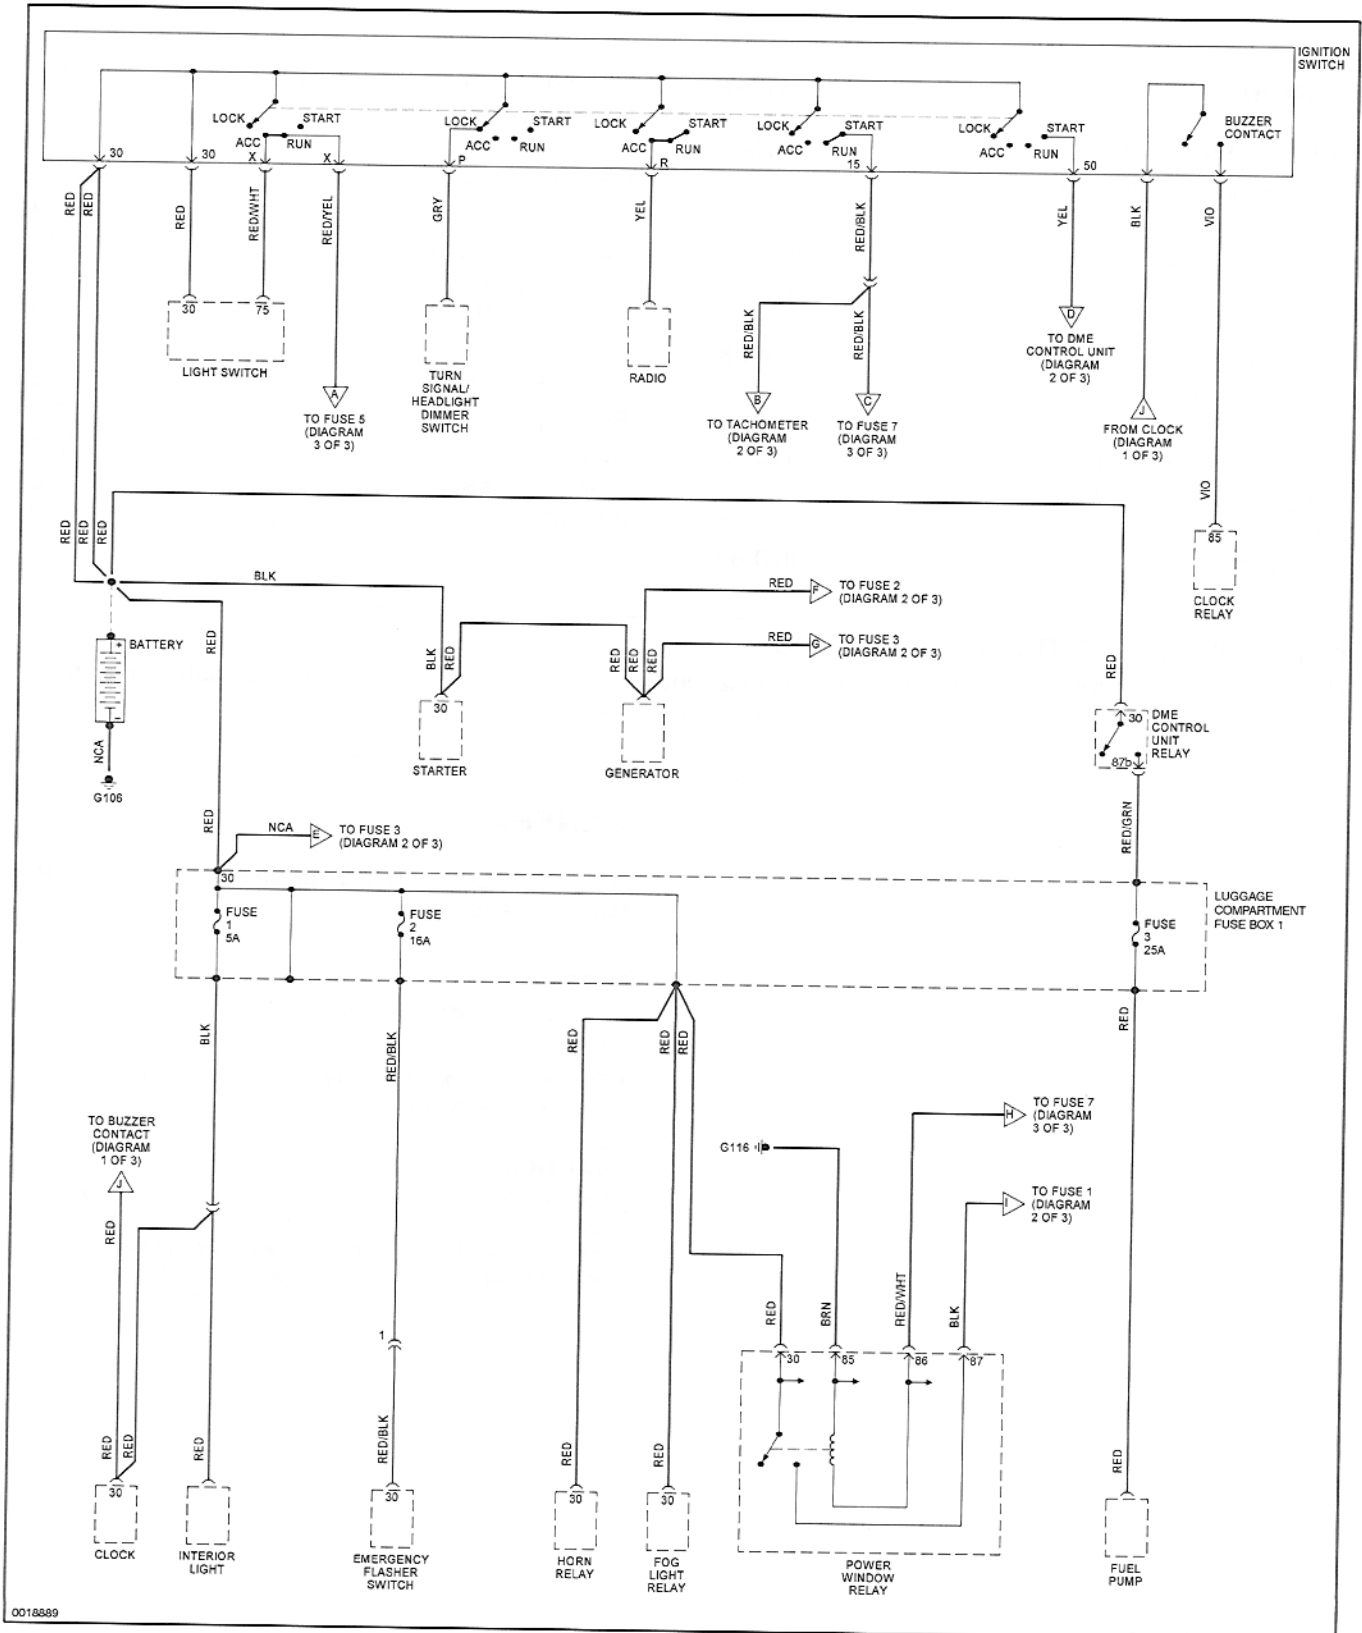 IGNITION
SWITCH
LOCK
START
ACC
RUN
LOCK
START
ACC
RUN
LOCK
START
ACC
RUN
LOCK
START
ACC
RUN
LOCK
START
ACC
RUN
BUZZER
CONTACT
30
30
X
X
P
R
15
50
RED
RED
RED
RED/WHT
RED/YEL
GRY
YEL
RED/BLK
YEL
BLK
VIO
30
75
LIGHT SWITCH
A
TO FUSE 5
(DIAGRAM
3 OF 3)
TURN
SIGNAL/
HEADLIGHT
DIMMER
SWITCH
RADIO
RED/BLK
RED/BLK
B
TO TACHOMETER
(DIAGRAM
2 OF 3)
C
TO FUSE 7
(DIAGRAM
3 OF 3)
D
TO DME
CONTROL UNIT
(DIAGRAM
2 OF 3)
J
FROM CLOCK
(DIAGRAM
1 OF 3)
VIO
85
CLOCK
RELAY
RED
RED
RED
BLK
RED
F
TO FUSE 2
(DIAGRAM 2 OF 3)
RED
G
TO FUSE 3
(DIAGRAM 2 OF 3)
+
BATTERY
-
RED
BLK
RED
RED
RED
RED
RED
30
STARTER
GENERATOR
NCA
G106
30
DME
CONTROL
UNIT
RELAY
87b
RED
NCA
E
TO FUSE 3
(DIAGRAM 2 OF 3)
RED/GRN
30
FUSE
1
5A
FUSE
2
16A
FUSE
3
25A
LUGGAGE
COMPARTMENT
FUSE BOX 1
BLK
RED/BLK
RED
RED
RED
RED
TO BUZZER
CONTACT
(DIAGRAM
1 OF 3)
J
RED
G116
H
TO FUSE 7
(DIAGRAM
3 OF 3)
I
TO FUSE 1
(DIAGRAM
2 OF 3)
1
RED
BRN
RED/WHT
BLK
30
85
86
87
RED
RED
RED
RED/BLK
RED
RED
RED
30
30
30
30
CLOCK
INTERIOR
LIGHT
EMERGENCY
FLASHER
SWITCH
HORN
RELAY
FOG
LIGHT
RELAY
POWER
WINDOW
RELAY
FUEL
PUMP
0018889